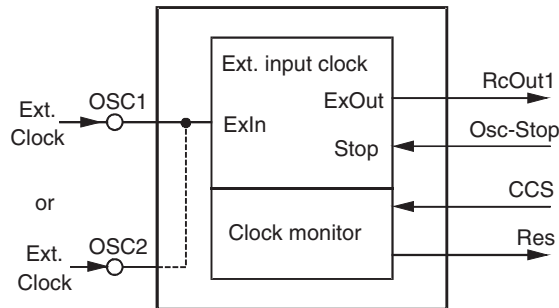 Ext. input clock
RcOut1
ExOut
Ext.
Clock
OSC1
ExIn
Osc-Stop
Stop
or
CCS
Clock monitor
Res
Ext.
Clock
OSC2